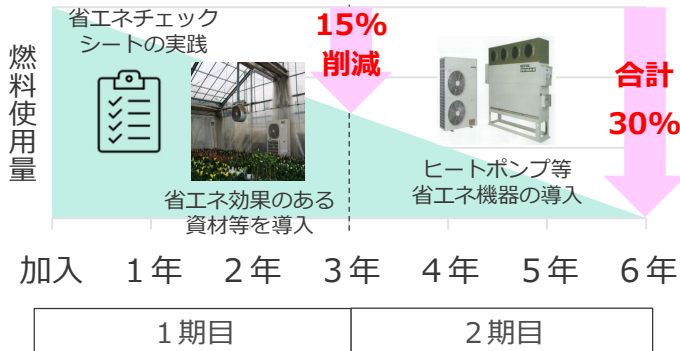 省エネチェック
シートの実践
15%
削減
燃料使用量
合計
30%
省エネ効果のある
資材等を導入
ヒートポンプ等
省エネ機器の導入
加入 1年 2年 3年 4年 5年 6年
1期目 2期目